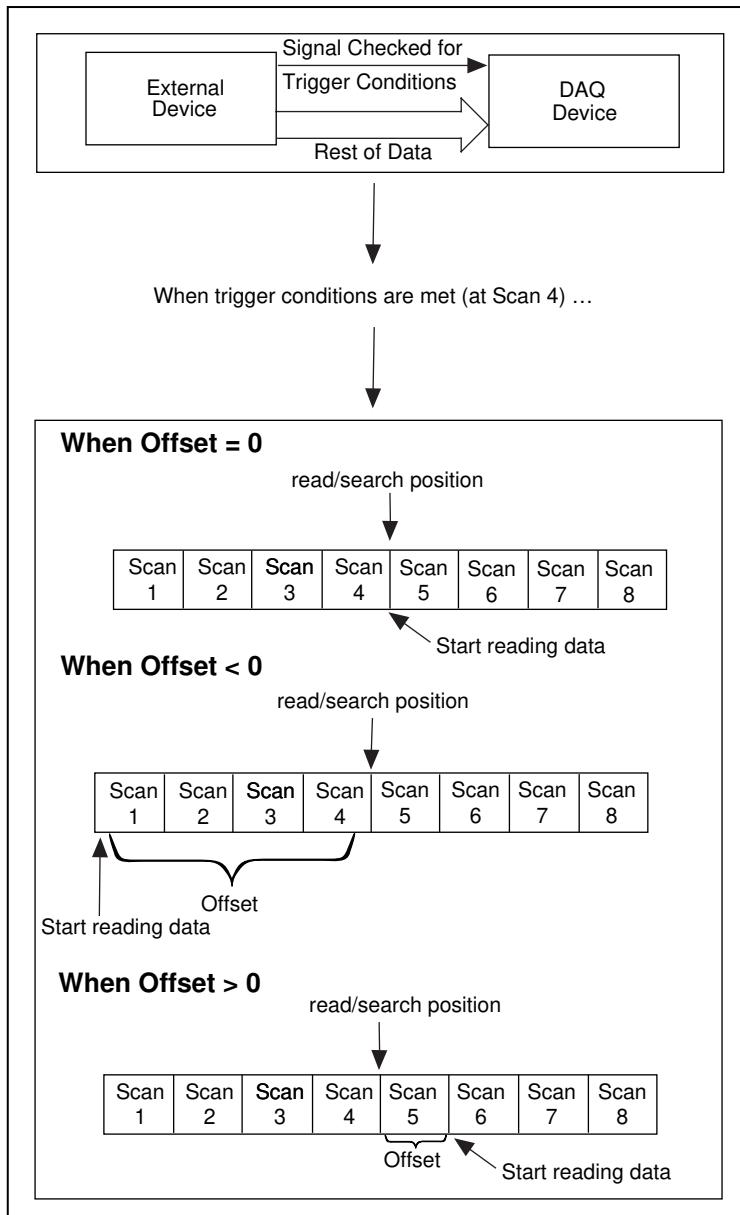 Signal Checked for
External
Device
Trigger Conditions
DAQ
Device
Rest of Data
When trigger conditions are met (at Scan 4) …
When Offset = 0
read/search position
Scan Scan Scan Scan Scan Scan Scan Scan
1 2 3 4 5 6 7 8
Start reading data
When Offset < 0
read/search position
Scan Scan Scan Scan Scan Scan Scan Scan
1 2 3 4 5 6 7 8
Offset
Start reading data
When Offset > 0
read/search position
Scan Scan Scan Scan Scan Scan Scan Scan
1 2 3 4 5 6 7 8
Offset
Start reading data